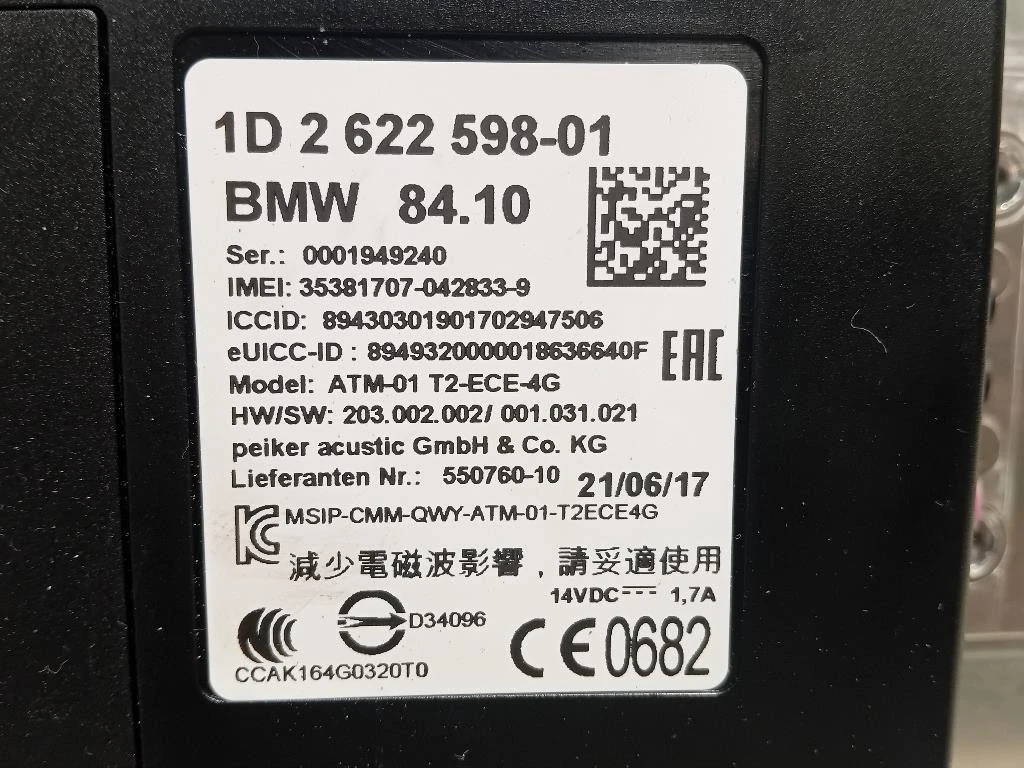 1D 2 622 598-01
BMW 84.10
Ser.: 0001949240
IMEI: 35381707-042833-9
ICCID: 89430301901702947506
eUICC-ID : 8949320000018636640F
EAC
Model: ATM-01 T2-ECE-4G
HW/SW: 203.002.002/ 001.031.021
peiker acustic GmbH & Co. KG
Lieferanten Nr.: 550760-10 21/06/17
MSIP-CMM-QWY-ATM-01-T2ECE4G
減少電磁波影響，請妥適使用
14VDC⎓ 1,7A
D34096
CE0682
CCAK164G0320T0